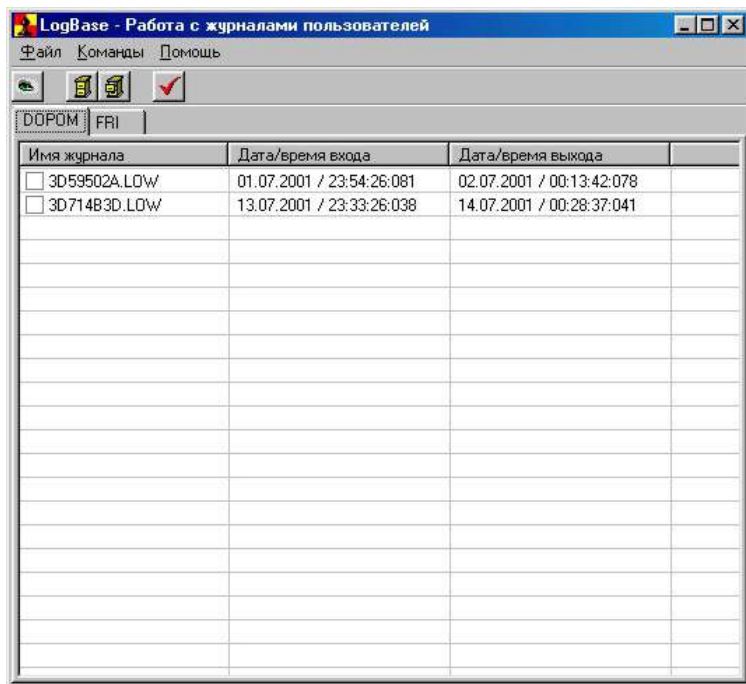 LogBase - Работа с журналами пользователей
Файл Команды Помощь
DOPOM FRI
Имя журнала Дата/время входа Дата/время выхода
3D59502A.LOW 01.07.2001 / 23:54:26:081 02.07.2001 / 00:13:42:078
3D714B3D.LOW 13.07.2001 / 23:33:26:038 14.07.2001 / 00:28:37:041